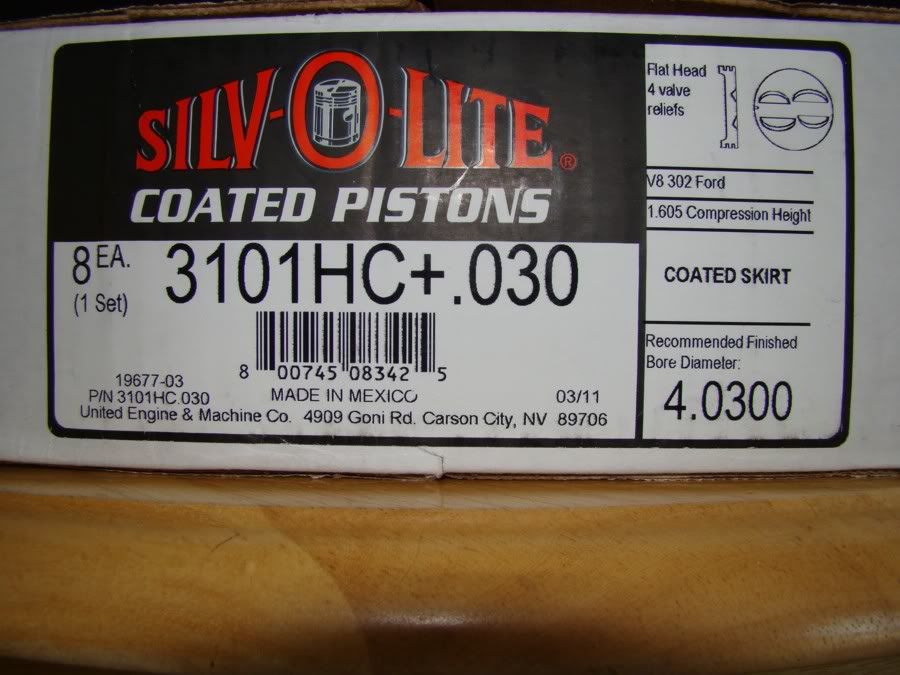 SILV-O-LITE®
COATED PISTONS
8 EA.
(1 Set)
3101HC+.030
8 00745 08342 5
19677-03
P/N 3101HC.030
MADE IN MEXICO
03/11
United Engine & Machine Co. 4909 Goni Rd. Carson City, NV 89706
Flat Head
4 valve
reliefs
V8 302 Ford
1.605 Compression Height
COATED SKIRT
Recommended Finished
Bore Diameter:
4.0300